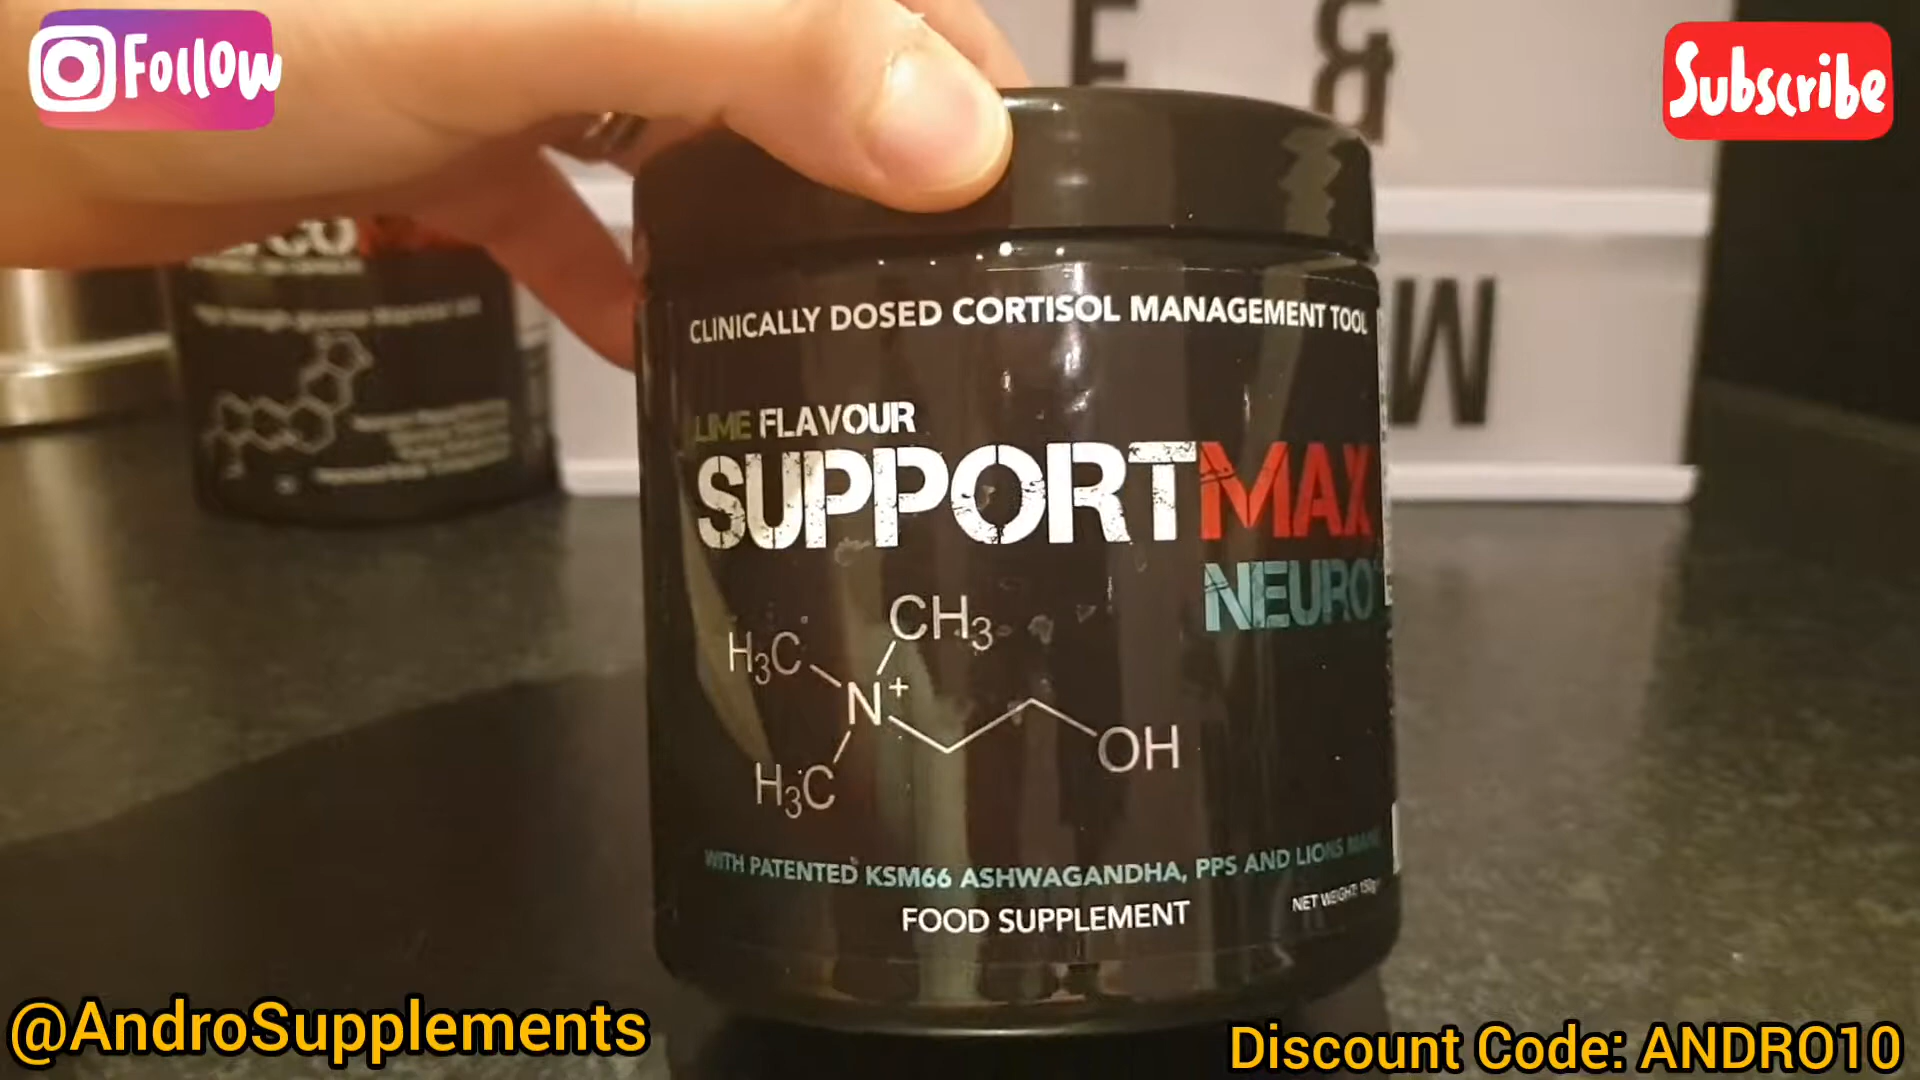 Follow
Subscribe
E &
M
CLINICALLY DOSED CORTISOL MANAGEMENT TOOL
LIME FLAVOUR
SUPPORTMAX
NEURO
CH3
H3C
N+
OH
H3C
WITH PATENTED KSM66 ASHWAGANDHA, PPS AND LIONS MANE
FOOD SUPPLEMENT
NET WEIGHT:
@AndroSupplements
Discount Code: ANDRO10